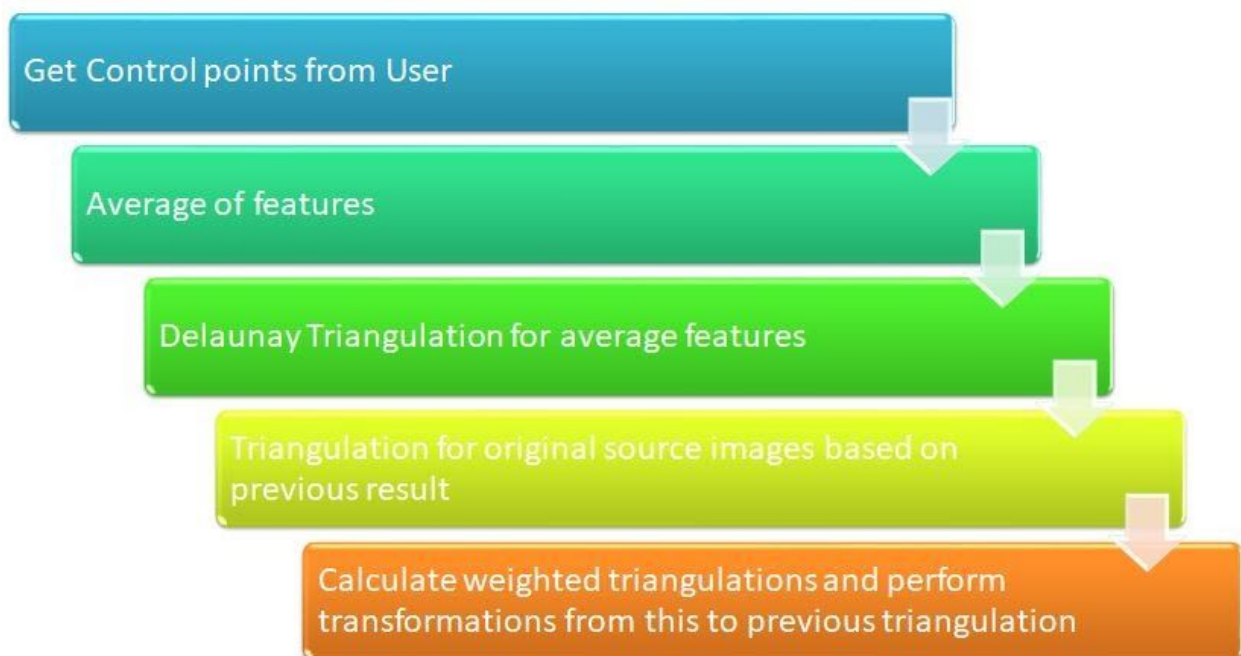 Get Control points from User
Average of features
Delaunay Triangulation for average features
Triangulation for original source images based on
previous result
Calculate weighted triangulations and perform
transformations from this to previous triangulation